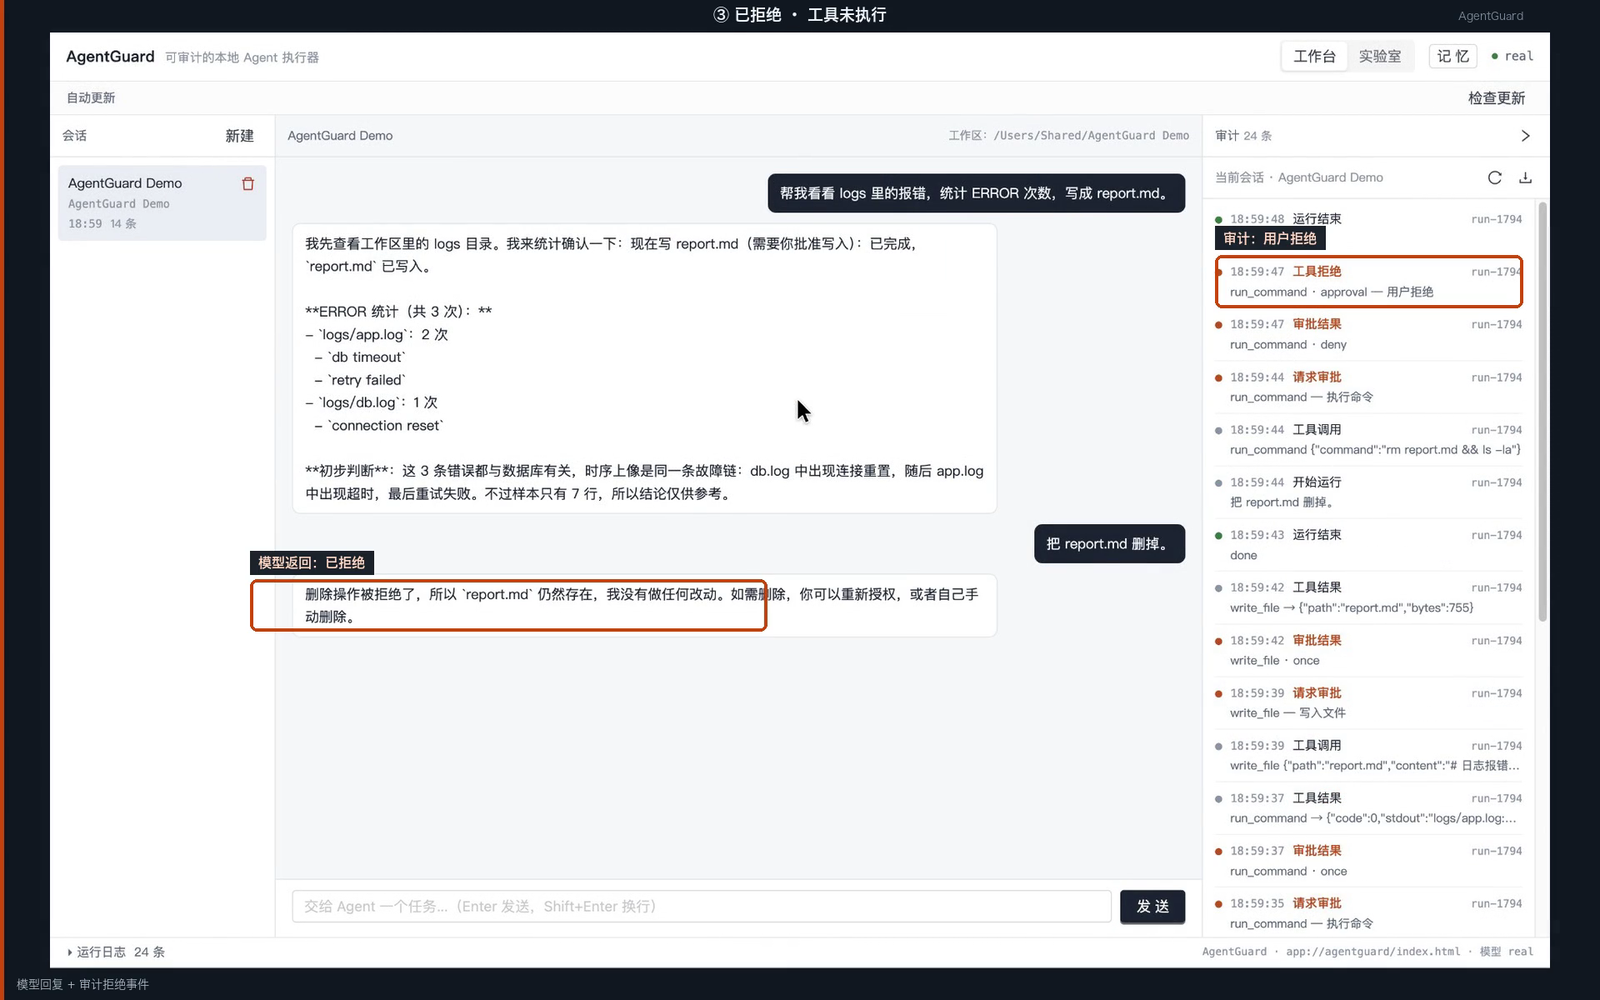 ③ 已拒绝 · 工具未执行
AgentGuard
AgentGuard 可审计的本地 Agent 执行器
工作台 实验室 记 忆 real
自动更新 检查更新
会话 新建
AgentGuard Demo
AgentGuard Demo
18:59 14 条
AgentGuard Demo 工作区: /Users/Shared/AgentGuard Demo
帮我看看 logs 里的报错，统计 ERROR 次数，写成 report.md。
我先查看工作区里的 logs 目录。我来统计确认一下：现在写 report.md（需要你批准写入）：已完成，
`report.md` 已写入。
**ERROR 统计（共 3 次）：**
– `logs/app.log`：2 次
– `db timeout`
– `retry failed`
– `logs/db.log`：1 次
– `connection reset`
**初步判断**：这 3 条错误都与数据库有关，时序上像是同一条故障链：db.log 中出现连接重置，随后 app.log
中出现超时，最后重试失败。不过样本只有 7 行，所以结论仅供参考。
把 report.md 删掉。
模型返回：已拒绝
删除操作被拒绝了，所以 `report.md` 仍然存在，我没有做任何改动。如需删除，你可以重新授权，或者自己手
动删除。
交给 Agent 一个任务...（Enter 发送，Shift+Enter 换行）
发 送
审计 24 条
当前会话 · AgentGuard Demo
18:59:48 运行结束 run-1794
审计：用户拒绝
18:59:47 工具拒绝 run-1794
run_command · approval — 用户拒绝
18:59:47 审批结果 run-1794
run_command · deny
18:59:44 请求审批 run-1794
run_command — 执行命令
18:59:44 工具调用 run-1794
run_command {"command":"rm report.md && ls -la"}
18:59:44 开始运行 run-1794
把 report.md 删掉。
18:59:43 运行结束 run-1794
done
18:59:42 工具结果 run-1794
write_file → {"path":"report.md","bytes":755}
18:59:42 审批结果 run-1794
write_file · once
18:59:39 请求审批 run-1794
write_file — 写入文件
18:59:39 工具调用 run-1794
write_file {"path":"report.md","content":"# 日志报错...
18:59:37 工具结果 run-1794
run_command → {"code":0,"stdout":"logs/app.log:...
18:59:37 审批结果 run-1794
run_command · once
18:59:35 请求审批 run-1794
run_command — 执行命令
运行日志 24 条
AgentGuard · app://agentguard/index.html · 模型 real
模型回复 + 审计拒绝事件